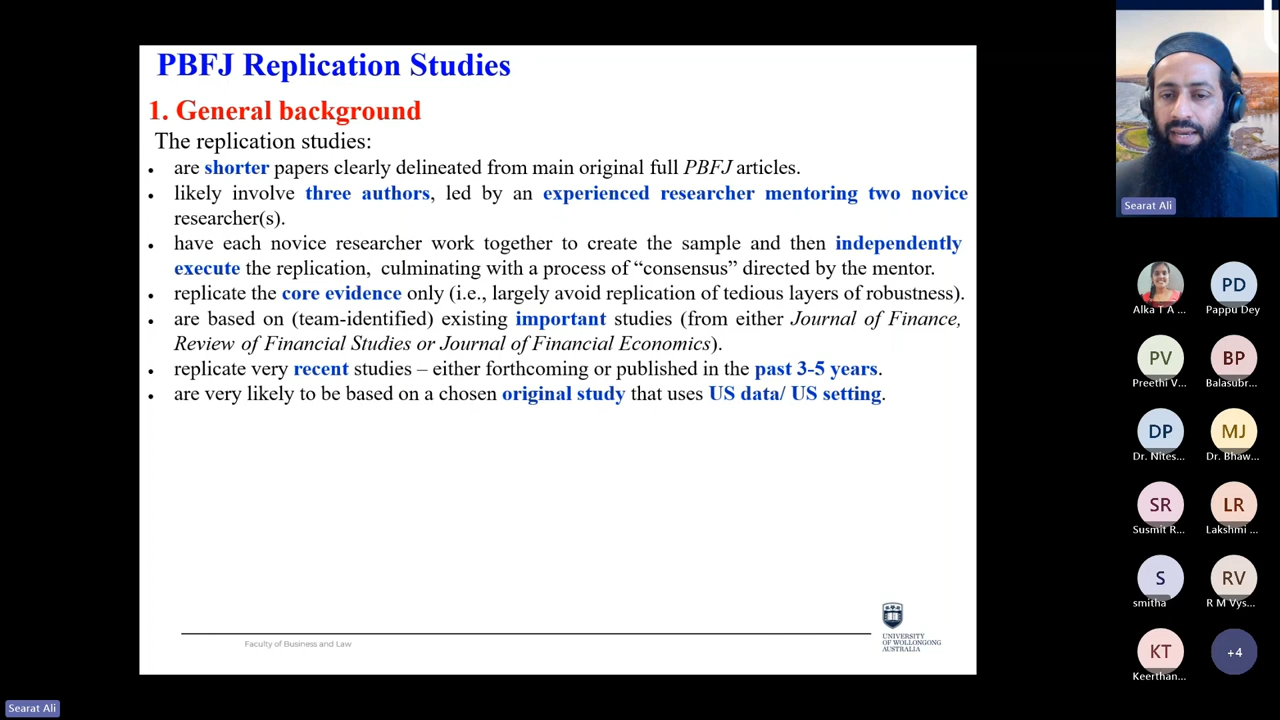 PBFJ Replication Studies
1. General background
The replication studies:
• are shorter papers clearly delineated from main original full PBFJ articles.
• likely involve three authors, led by an experienced researcher mentoring two novice
researcher(s).
• have each novice researcher work together to create the sample and then independently
execute the replication, culminating with a process of “consensus” directed by the mentor.
• replicate the core evidence only (i.e., largely avoid replication of tedious layers of robustness).
• are based on (team-identified) existing important studies (from either Journal of Finance,
Review of Financial Studies or Journal of Financial Economics).
• replicate very recent studies – either forthcoming or published in the past 3-5 years.
• are very likely to be based on a chosen original study that uses US data/ US setting.
Faculty of Business and Law
UNIVERSITY
OF WOLLONGONG
AUSTRALIA
Searat Ali
Searat Ali
Alka T A ...
PD
Pappu Dey
PV
Preethi V...
BP
Balasubr...
DP
Dr. Nites...
MJ
Dr. Bhaw...
SR
Susmit R...
LR
Lakshmi ...
S
smitha
RV
R M Vys...
KT
Keerthan...
+4